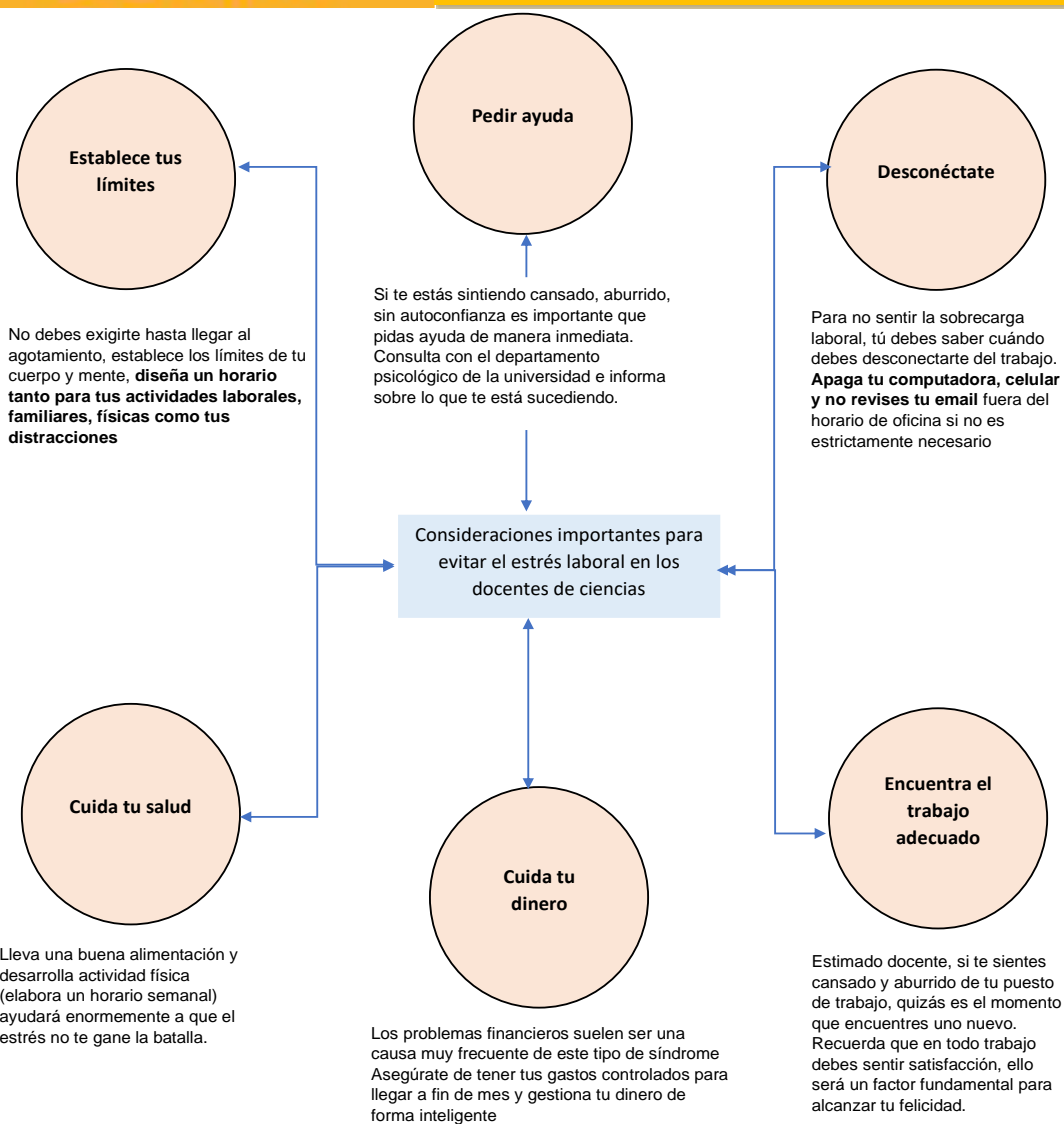 Pedir ayuda
Establece tus
límites
Desconéctate
Si te estás sintiendo cansado, aburrido,
sin autoconfianza es importante que
pidas ayuda de manera inmediata.
Consulta con el departamento
psicológico de la universidad e informa
sobre lo que te está sucediendo.
No debes exigirte hasta llegar al
agotamiento, establece los límites de tu
cuerpo y mente, diseña un horario
tanto para tus actividades laborales,
familiares, físicas como tus
distracciones
Para no sentir la sobrecarga
laboral, tú debes saber cuándo
debes desconectarte del trabajo.
Apaga tu computadora, celular
y no revises tu email fuera del
horario de oficina si no es
estrictamente necesario
Consideraciones importantes para
evitar el estrés laboral en los
docentes de ciencias
Cuida tu salud
Cuida tu
dinero
Encuentra el
trabajo
adecuado
Lleva una buena alimentación y
desarrolla actividad física
(elabora un horario semanal)
ayudará enormemente a que el
estrés no te gane la batalla.
Los problemas financieros suelen ser una
causa muy frecuente de este tipo de síndrome
Asegúrate de tener tus gastos controlados para
llegar a fin de mes y gestiona tu dinero de
forma inteligente
Estimado docente, si te sientes
cansado y aburrido de tu puesto
de trabajo, quizás es el momento
que encuentres uno nuevo.
Recuerda que en todo trabajo
debes sentir satisfacción, ello
será un factor fundamental para
alcanzar tu felicidad.